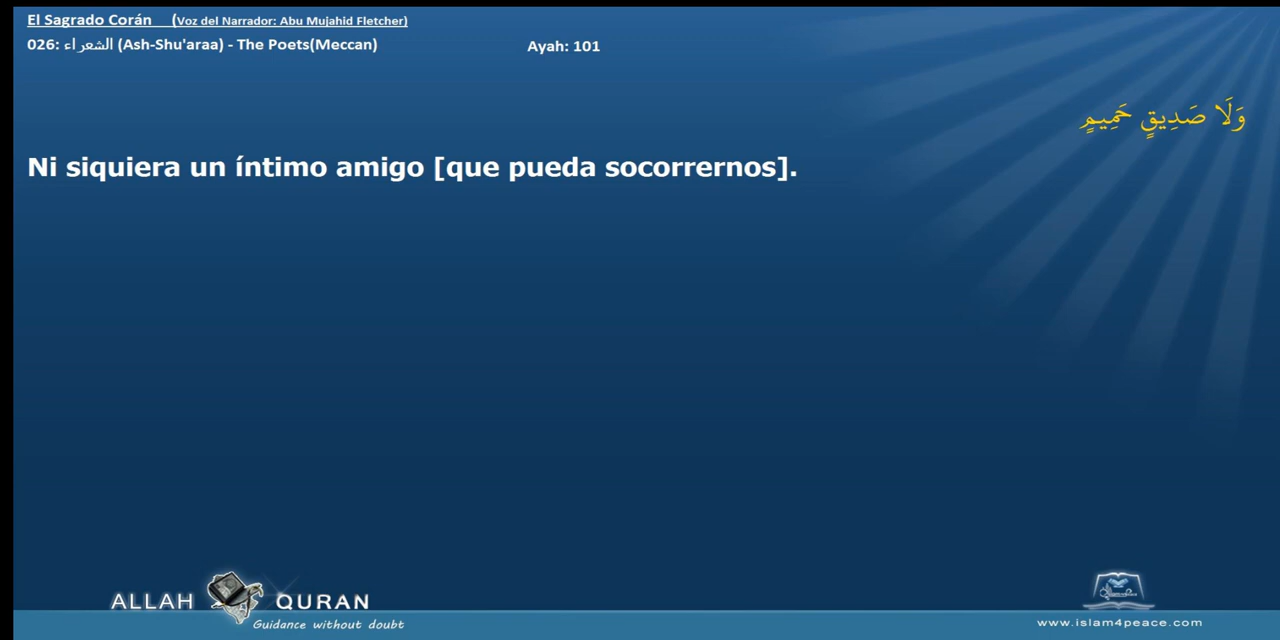 El Sagrado Corán (Voz del Narrador: Abu Mujahid Fletcher)
026: الشعراء (Ash-Shu'araa) - The Poets(Meccan) Ayah: 101
وَلَا صَدِيقٍ حَمِيمٍ
Ni siquiera un íntimo amigo [que pueda socorrernos].
ALLAH QURAN
Guidance without doubt
www.islam4peace.com